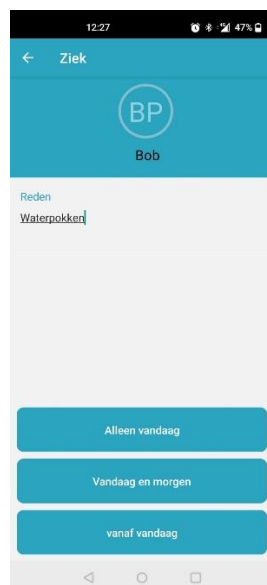 12:27
47%
Ziek
BP
Bob
Reden
Waterpokken
Alleen vandaag
Vandaag en morgen
vanaf vandaag